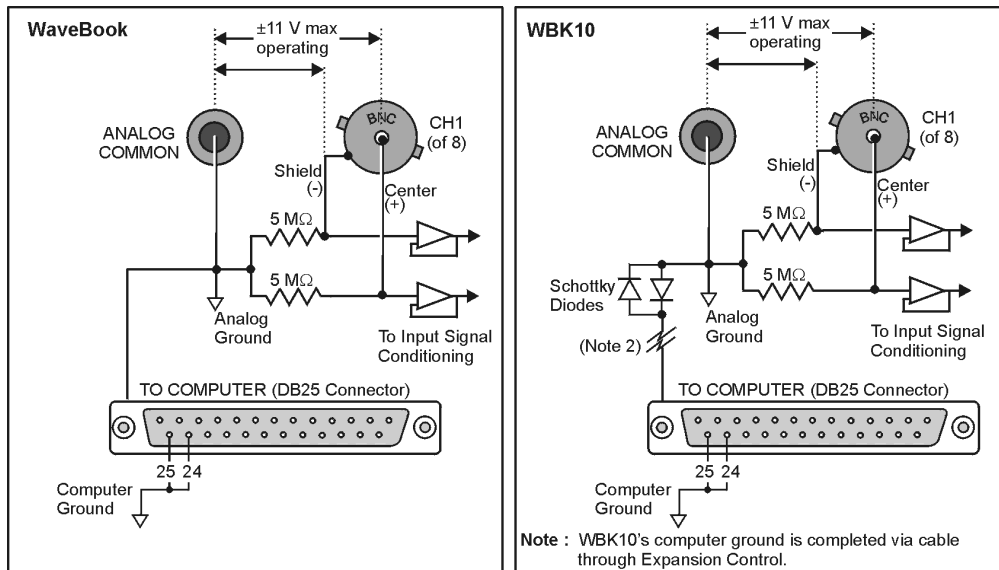 WaveBook
±11 V max
operating
ANALOG
COMMON
BNC
CH1
(of 8)
Shield
(-)
Center
(+)
5 MΩ
5 MΩ
Analog
Ground
To Input Signal
Conditioning
TO COMPUTER (DB25 Connector)
25 24
Computer
Ground
WBK10
±11 V max
operating
ANALOG
COMMON
BNC
CH1
(of 8)
Shield
(-)
Center
(+)
5 MΩ
5 MΩ
Schottky
Diodes
Analog
Ground
(Note 2)
To Input Signal
Conditioning
TO COMPUTER (DB25 Connector)
25 24
Computer
Ground
Note : WBK10's computer ground is completed via cable
through Expansion Control.